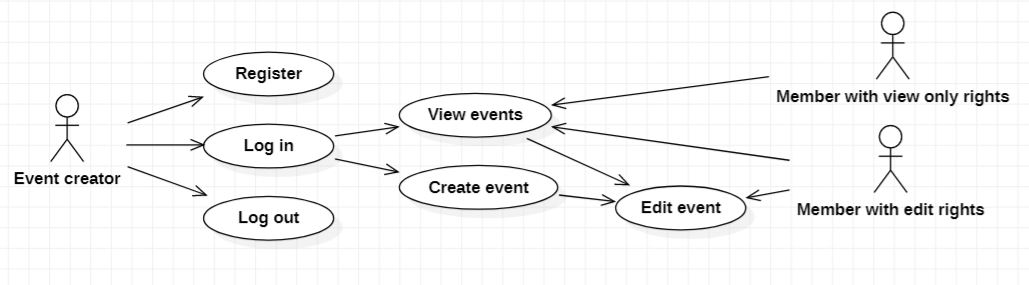 Register
Member with view only rights
View events
Log in
Event creator
Create event
Log out
Edit event
Member with edit rights